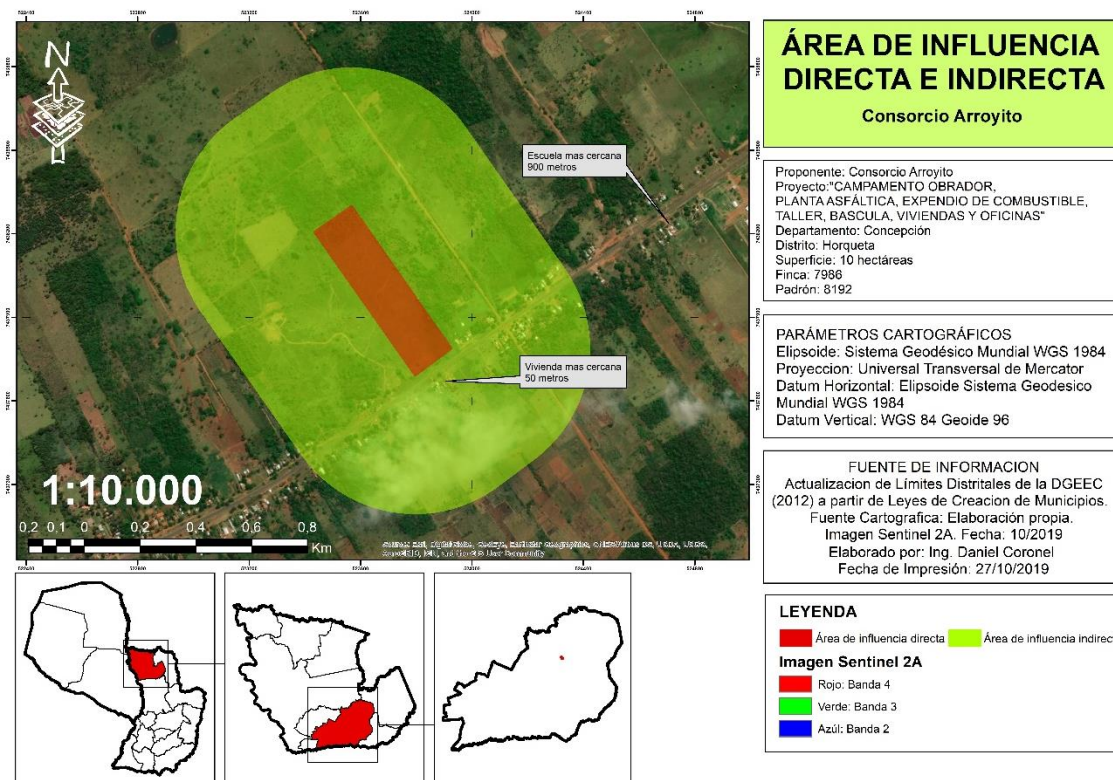 ÁREA DE INFLUENCIA
DIRECTA E INDIRECTA
Consorcio Arroyito
Proponente: Consorcio Arroyito
Proyecto:"CAMPAMENTO OBRADOR,
PLANTA ASFÁLTICA, EXPENDIO DE COMBUSTIBLE,
TALLER, BASCULA, VIVIENDAS Y OFICINAS"
Departamento: Concepción
Distrito: Horqueta
Superficie: 10 hectáreas
Finca: 7986
Padrón: 8192
PARÁMETROS CARTOGRÁFICOS
Elipsoide: Sistema Geodésico Mundial WGS 1984
Proyeccion: Universal Transversal de Mercator
Datum Horizontal: Elipsoide Sistema Geodesico
Mundial WGS 1984
Datum Vertical: WGS 84 Geoide 96
FUENTE DE INFORMACION
Actualizacion de Límites Distritales de la DGEEC
(2012) a partir de Leyes de Creacion de Municipios.
Fuente Cartografica: Elaboración propia.
Imagen Sentinel 2A. Fecha: 10/2019
Elaborado por: Ing. Daniel Coronel
Fecha de Impresión: 27/10/2019
LEYENDA
Área de influencia directa
Área de influencia indirect
Imagen Sentinel 2A
Rojo: Banda 4
Verde: Banda 3
Azúl: Banda 2
N
Escuela mas cercana
900 metros
Vivienda mas cercana
50 metros
1:10.000
0,2 0,1 0 0,2 0,4 0,6 0,8
Km